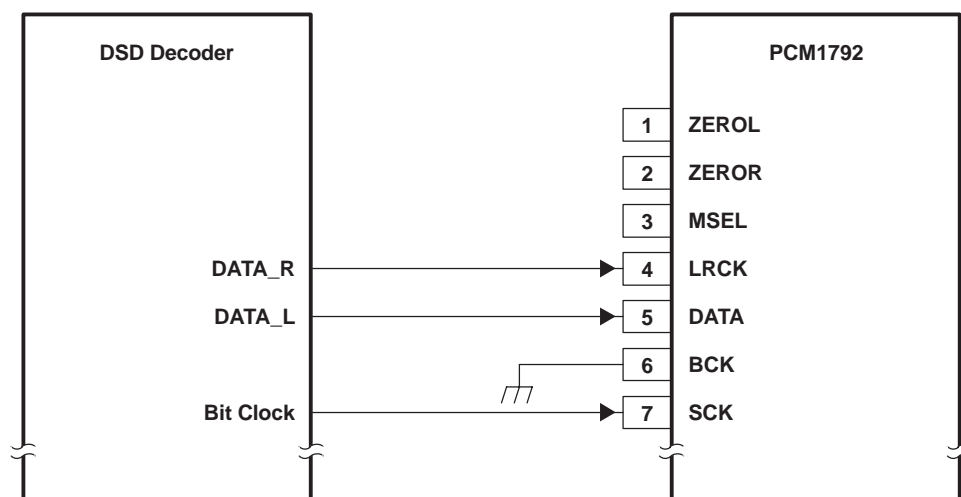 DSD Decoder
PCM1792
1 ZEROL
2 ZEROR
3 MSEL
DATA_R 4 LRCK
DATA_L 5 DATA
6 BCK
Bit Clock 7 SCK